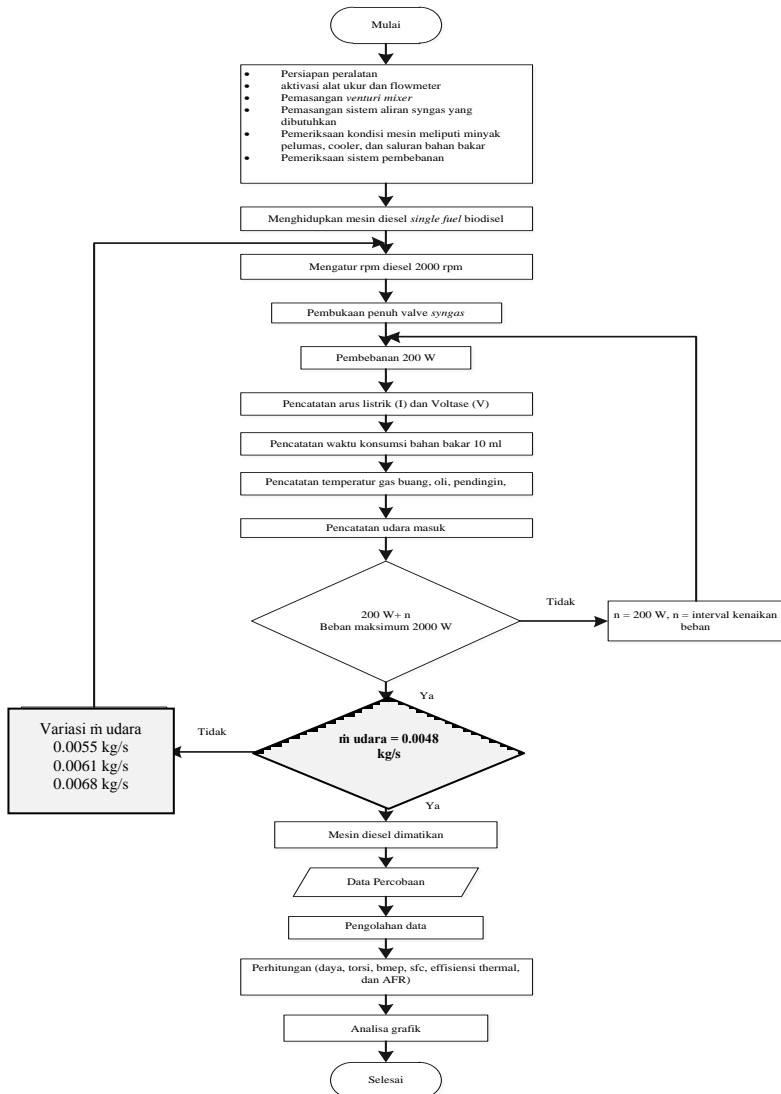 Mulai
• Persiapan peralatan
• aktivasi alat ukur dan flowmeter
• Pemasangan venturi mixer
• Pemasangan sistem aliran syngas yang
dibutuhkan
• Pemeriksaan kondisi mesin meliputi minyak
pelumas, cooler, dan saluran bahan bakar
• Pemeriksaan sistem pembebanan
Menghidupkan mesin diesel single fuel biodisel
Mengatur rpm diesel 2000 rpm
Pembukaan penuh valve syngas
Pembebanan 200 W
Pencatatan arus listrik (I) dan Voltase (V)
Pencatatan waktu konsumsi bahan bakar 10 ml
Pencatatan temperatur gas buang, oli, pendingin,
Pencatatan udara masuk
200 W+ n
Beban maksimum 2000 W
Tidak
n = 200 W, n = interval kenaikan
beban
Ya
ṁ udara = 0.0048
kg/s
Tidak
Variasi ṁ udara
0.0055 kg/s
0.0061 kg/s
0.0068 kg/s
Ya
Mesin diesel dimatikan
Data Percobaan
Pengolahan data
Perhitungan (daya, torsi, bmep, sfc, effisiensi thermal,
dan AFR)
Analisa grafik
Selesai